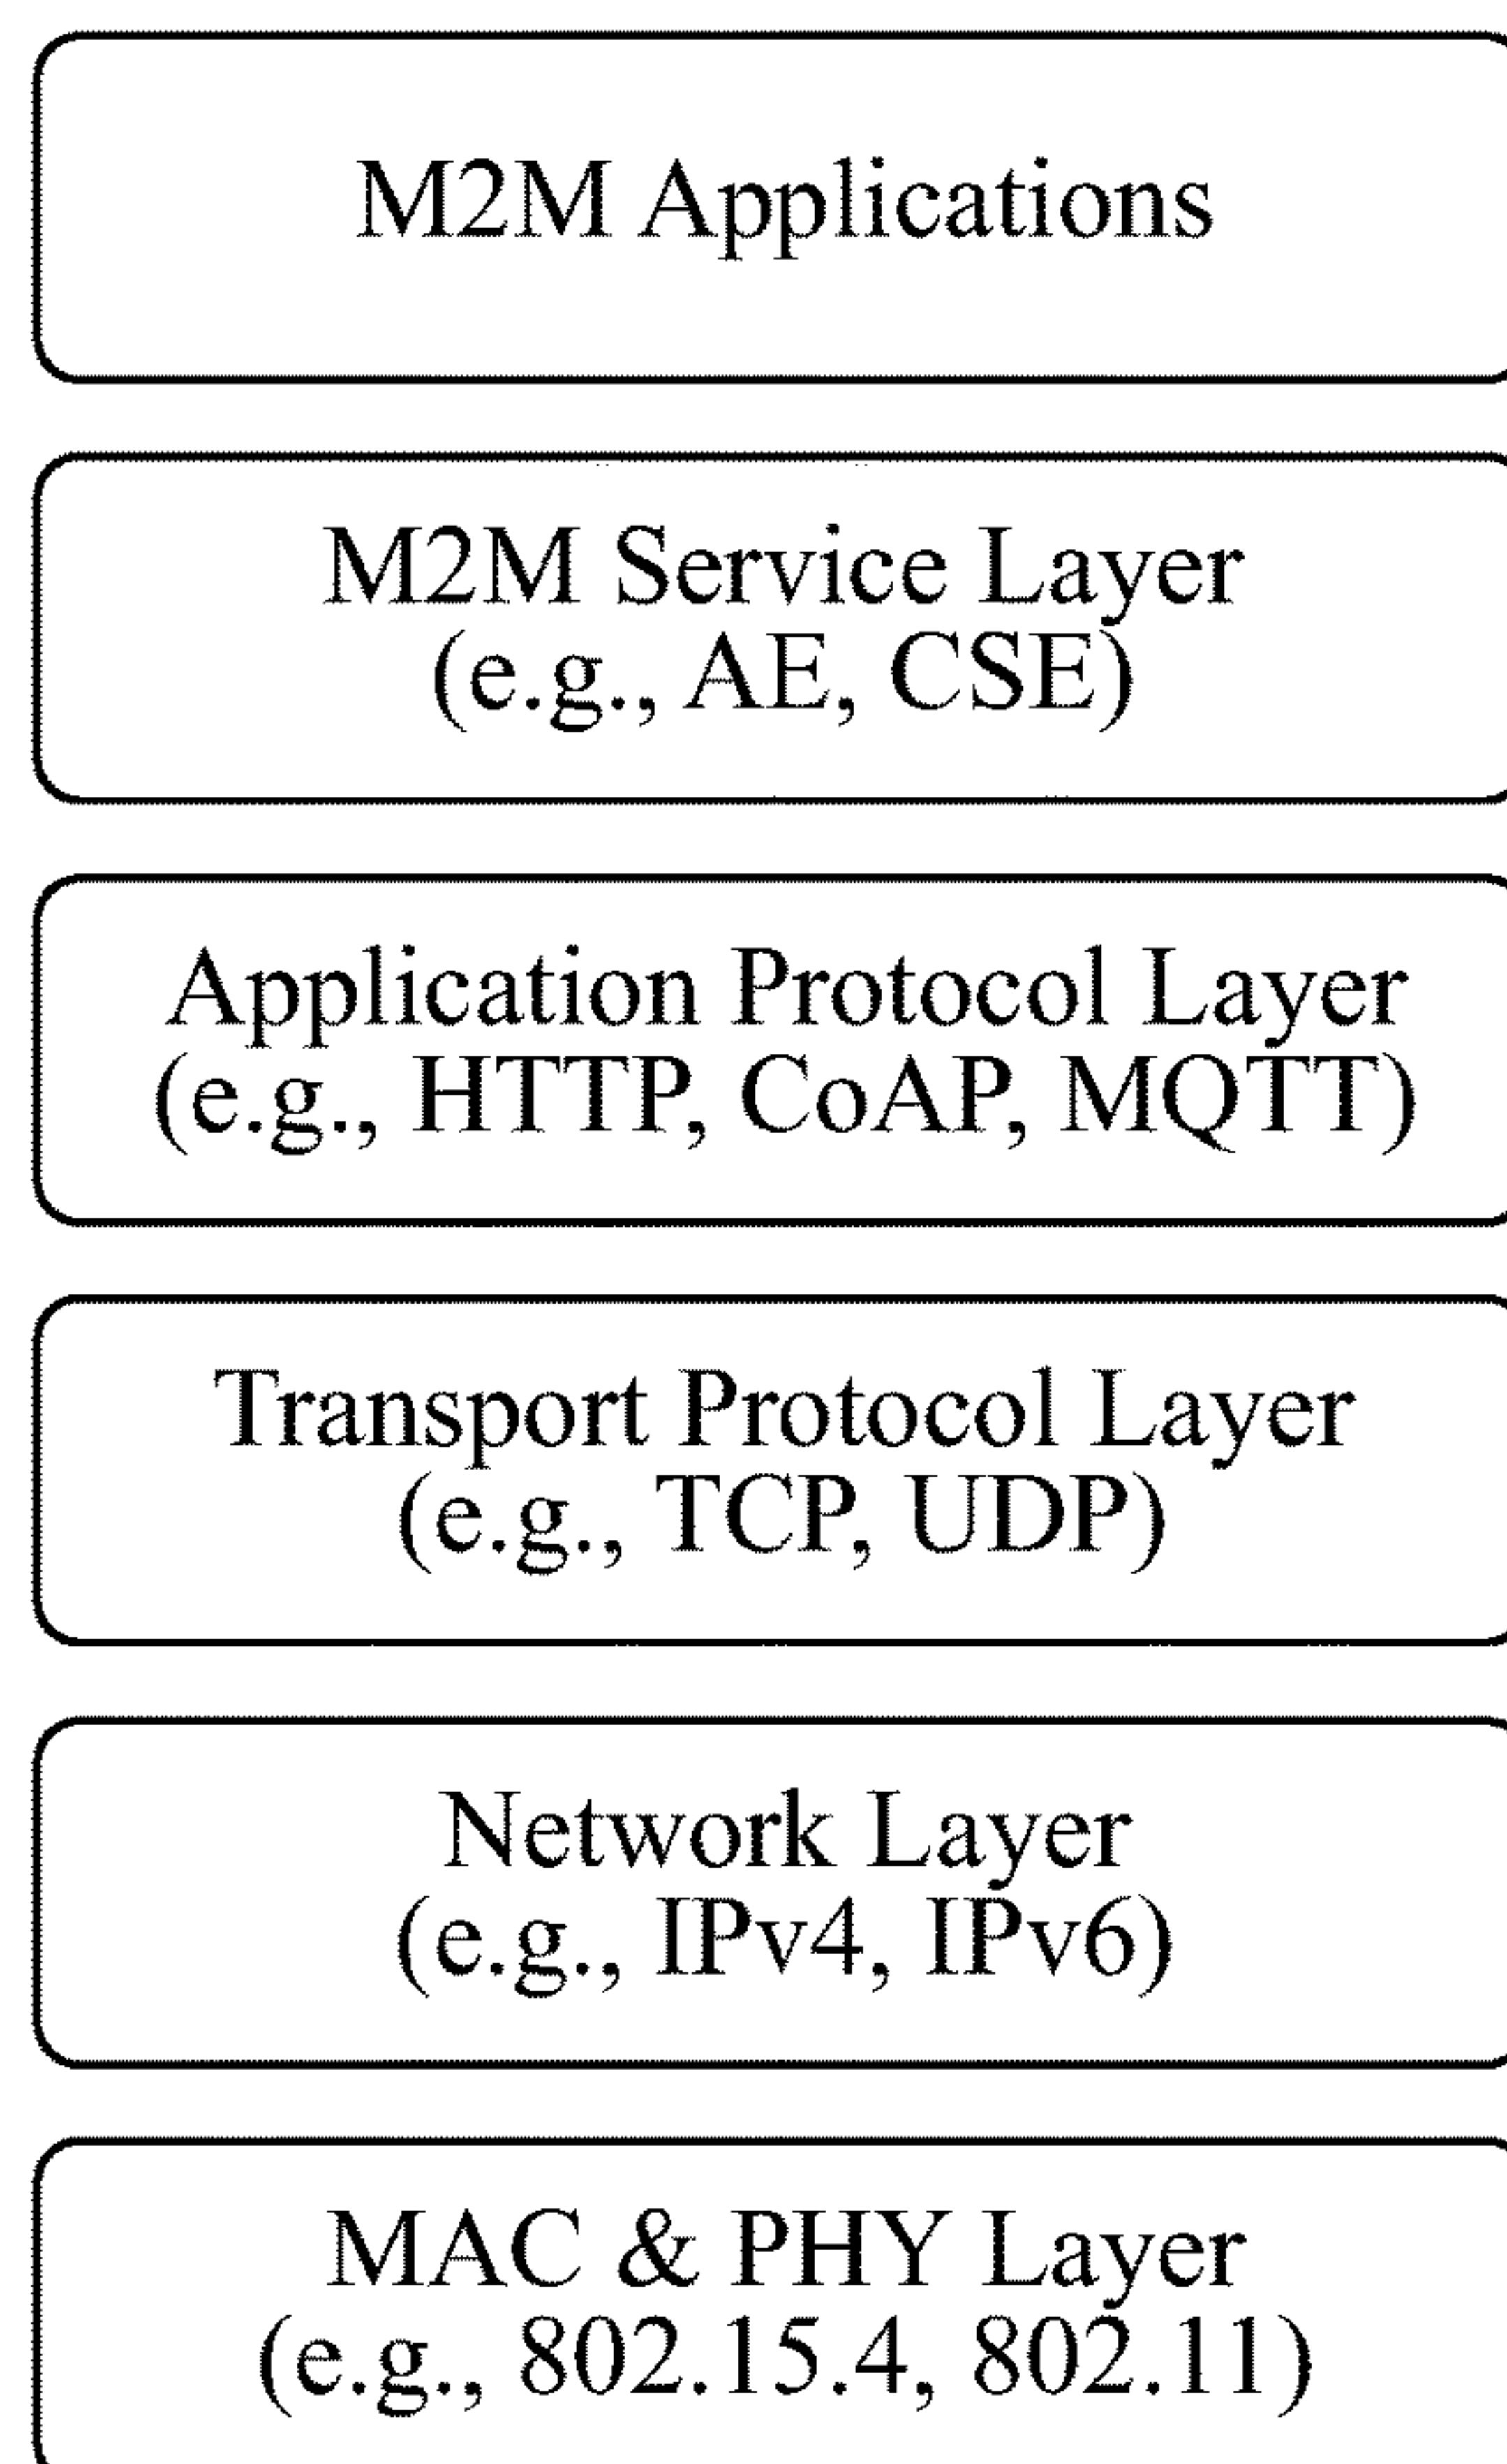 M2M Applications
M2M Service Layer
(e.g., AE, CSE)
Application Protocol Layer
(e.g., HTTP, CoAP, MQTT)
Transport Protocol Layer
(e.g., TCP, UDP)
Network Layer
(e.g., IPv4, IPv6)
MAC & PHY Layer
(e.g., 802.15.4, 802.11)